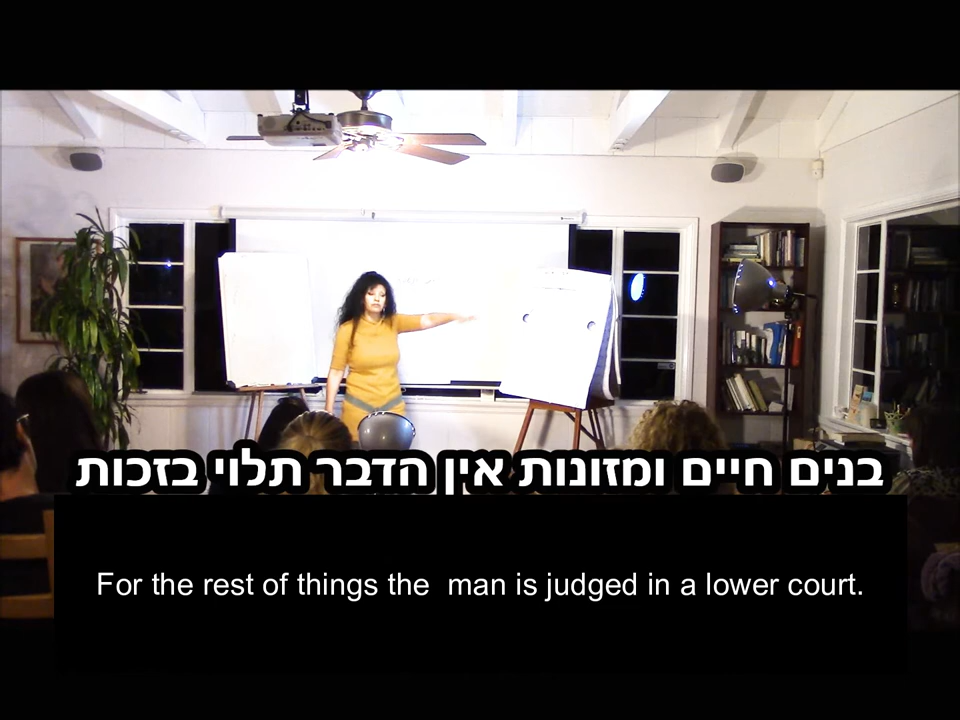 בנים חיים ומזונות אין הדבר תלוי בזכות
For the rest of things the  man is judged in a lower court.